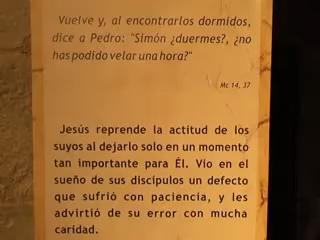 Vuelve y, al encontrarlos dormidos,
dice a Pedro: "Simón ¿duermes?, ¿no
has podido velar una hora?"
Mc 14, 37
Jesús reprende la actitud de los
suyos al dejarlo solo en un momento
tan importante para Él. Vio en el
sueño de sus discípulos un defecto
que sufrió con paciencia, y les
advirtió de su error con mucha
caridad.